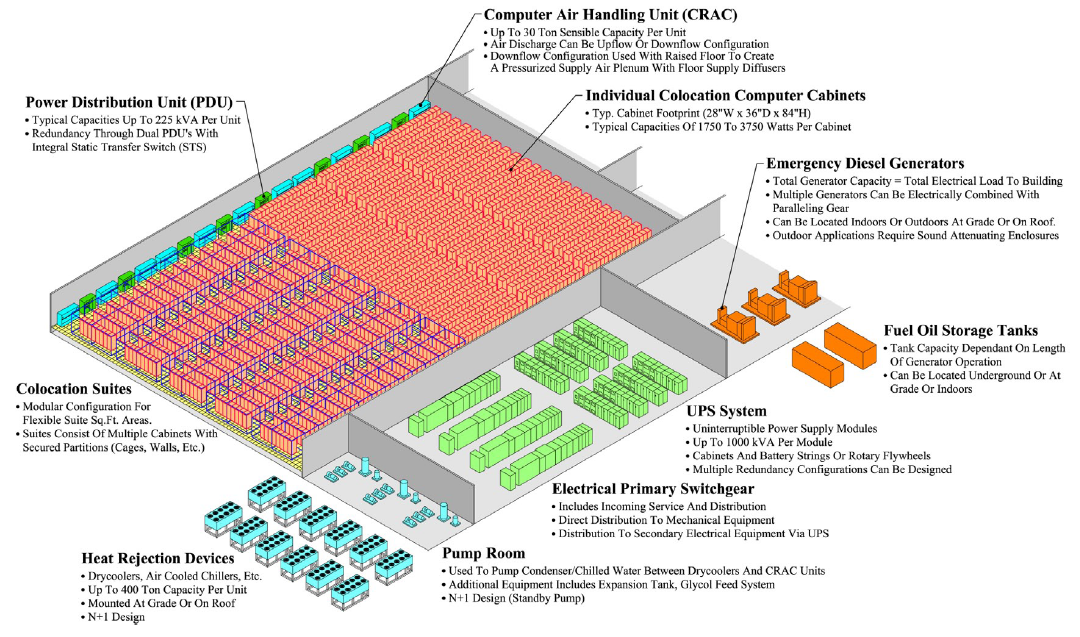 Computer Air Handling Unit (CRAC)
• Up To 30 Ton Sensible Capacity Per Unit
• Air Discharge Can Be Upflow Or Downflow Configuration
• Downflow Configuration Used With Raised Floor To Create
A Pressurized Supply Air Plenum With Floor Supply Diffusers
Power Distribution Unit (PDU)
• Typical Capacities Up To 225 kVA Per Unit
• Redundancy Through Dual PDU's With
Integral Static Transfer Switch (STS)
Individual Colocation Computer Cabinets
• Typ. Cabinet Footprint (28"W x 36"D x 84"H)
• Typical Capacities Of 1750 To 3750 Watts Per Cabinet
Emergency Diesel Generators
• Total Generator Capacity = Total Electrical Load To Building
• Multiple Generators Can Be Electrically Combined With
Paralleling Gear
• Can Be Located Indoors Or Outdoors At Grade Or On Roof.
• Outdoor Applications Require Sound Attenuating Enclosures
Fuel Oil Storage Tanks
• Tank Capacity Dependant On Length
Of Generator Operation
• Can Be Located Underground Or At
Grade Or Indoors
Colocation Suites
• Modular Configuration For
Flexible Suite Sq.Ft. Areas.
• Suites Consist Of Multiple Cabinets With
Secured Partitions (Cages, Walls, Etc.)
UPS System
• Uninterruptible Power Supply Modules
• Up To 1000 kVA Per Module
• Cabinets And Battery Strings Or Rotary Flywheels
• Multiple Redundancy Configurations Can Be Designed
Electrical Primary Switchgear
• Includes Incoming Service And Distribution
• Direct Distribution To Mechanical Equipment
• Distribution To Secondary Electrical Equipment Via UPS
Pump Room
• Used To Pump Condenser/Chilled Water Between Drycoolers And CRAC Units
• Additional Equipment Includes Expansion Tank, Glycol Feed System
• N+1 Design (Standby Pump)
Heat Rejection Devices
• Drycoolers, Air Cooled Chillers, Etc.
• Up To 400 Ton Capacity Per Unit
• Mounted At Grade Or On Roof
• N+1 Design